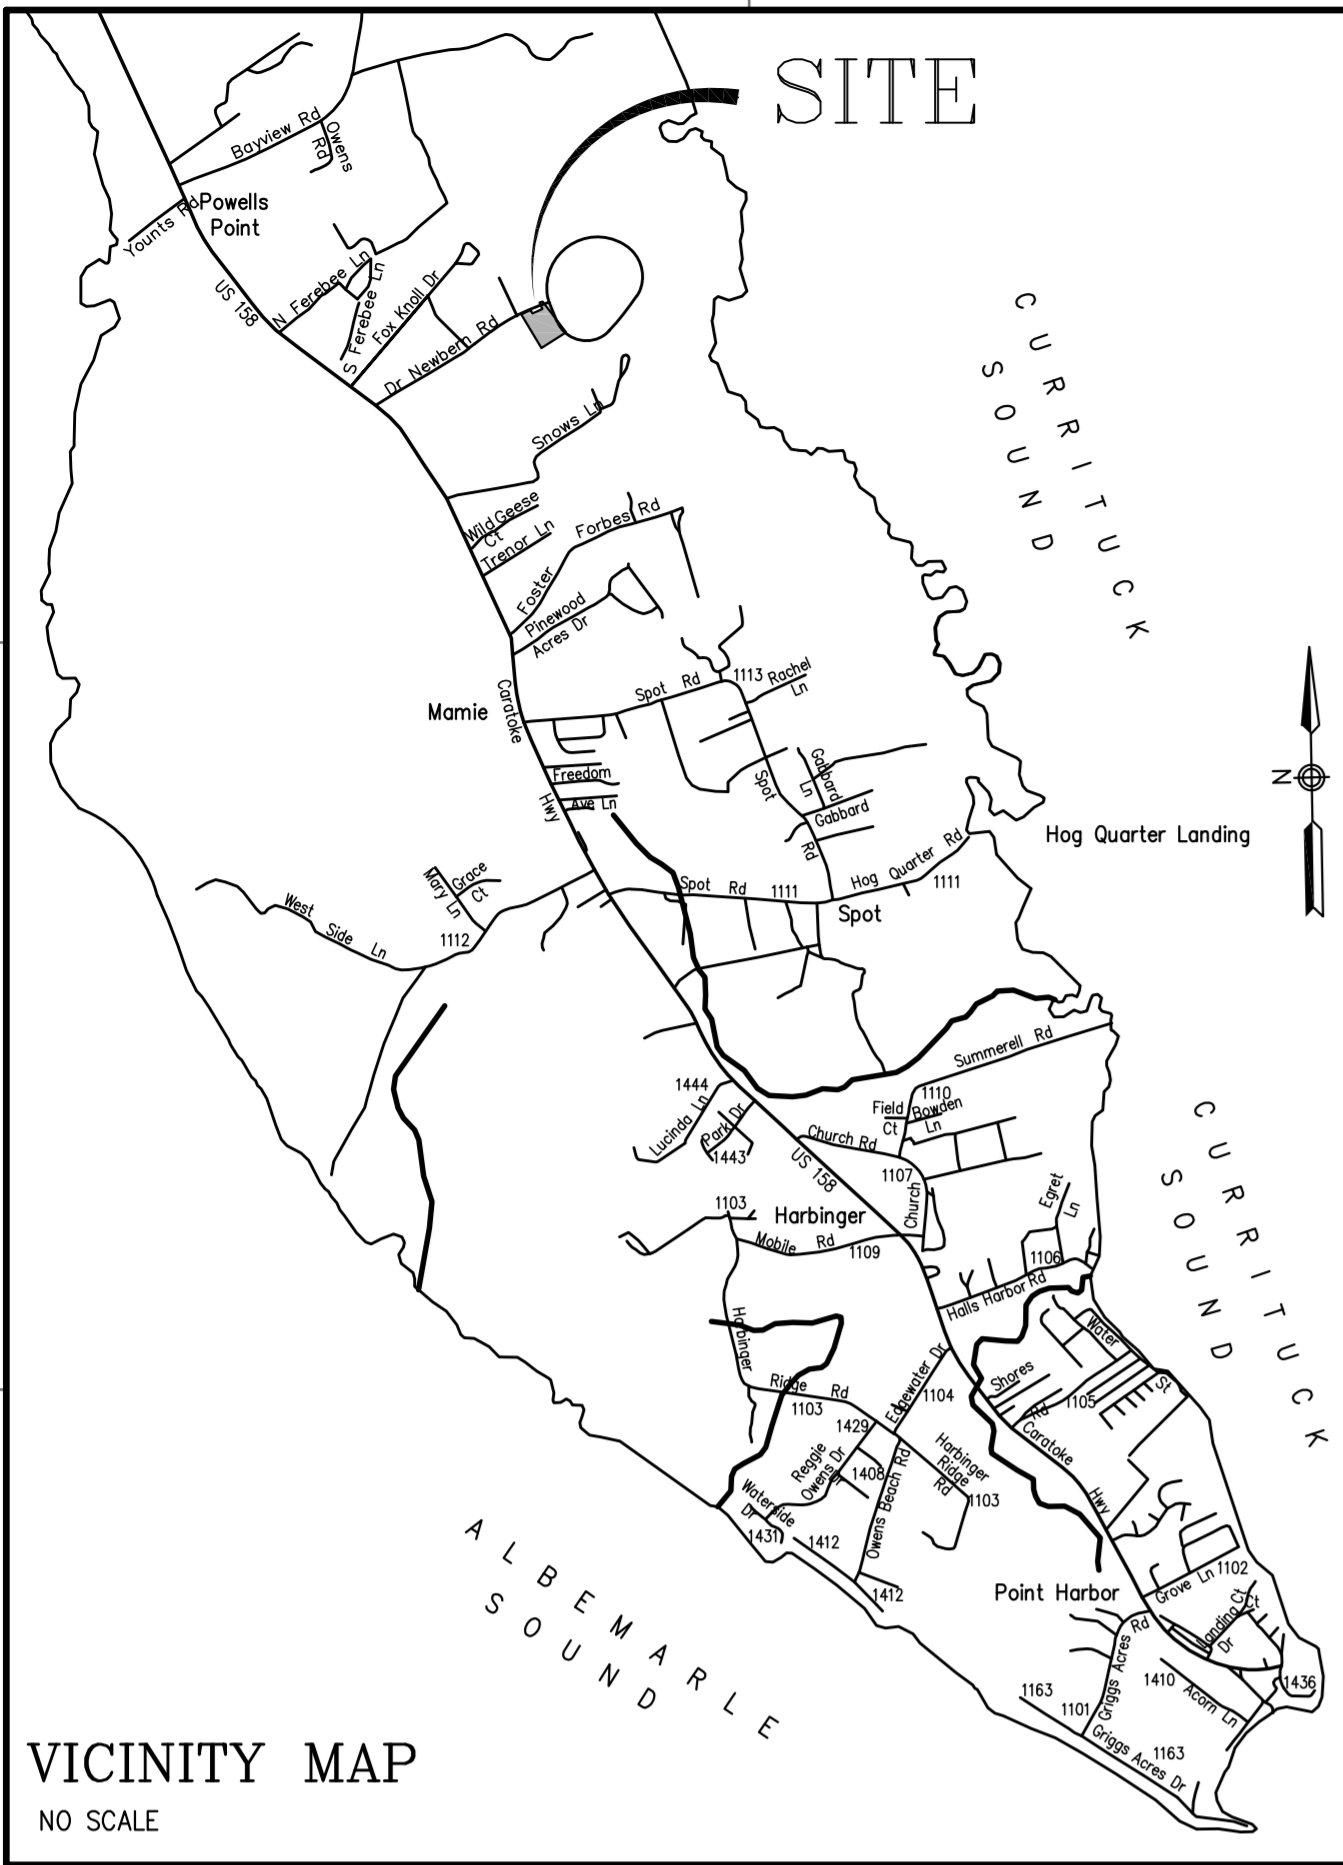 SITE
Bayview Rd
Owens
Rd
Younts Rd
Powells
Point
US 158
N Ferebee Ln
S Ferebee Ln
Fox Knoll Dr
Dr Newbern Rd
Snows Ln
CURRITUCK
SOUND
Wild Geese
Ct
Trenor Ln
Foster Forbes Rd
Pinewood
Acres Dr
Mamie
Caratoke
Hwy
Spot Rd
1113
Rachel
Ln
Freedom
Ave Ln
Spot
Rd
Gabbard
Ln
Gabbard
N
Hog Quarter Landing
Hog Quarter Rd
1111
Spot Rd 1111
Spot
Mary Ln
Grace
Ct
West Side Ln
1112
Summerell Rd
1110
Field
Ct
Bowden
Ln
1444
Lucinda Ln
Park Dr
1443
Church Rd
US 158
1107
Church
CURRITUCK
SOUND
Egret
Ln
1103
Harbinger
Mobile Rd
1109
1106
Halls Harbor Rd
Harbinger
Ridge Rd
1103
Edgewater Dr
1104
Water
St
Shores
Rd
1105
Caratoke
Hwy
1429
Reggie
Owens Dr
Dr
1408
Owens Beach Rd
Harbinger
Ridge
Rd
1103
Waterside
Dr
1431
1412
1412
ALBEMARLE
SOUND
Point Harbor
Grove Ln
1102
Landing Ct
Ct
Dr
1436
1410
Acorn Ln
Griggs Acres Rd
1101
1163
Griggs Acres Dr
1163
VICINITY MAP
NO SCALE